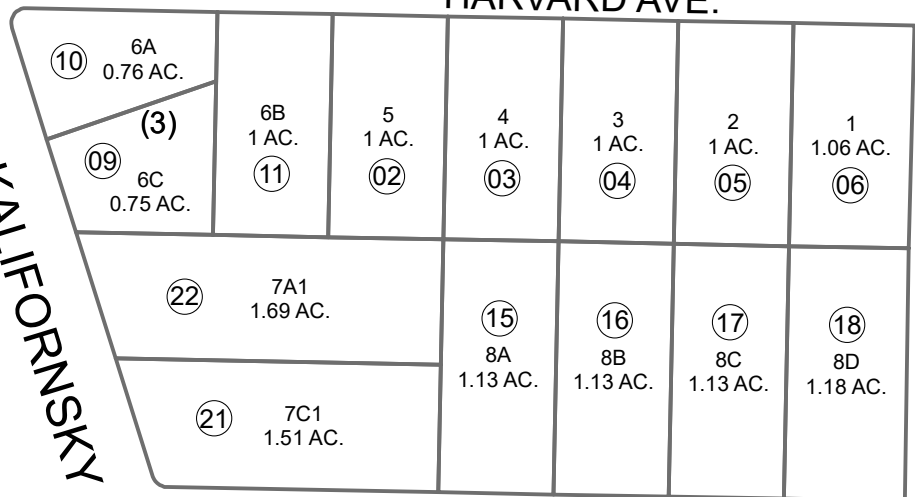 HARVARD AVE.
10
6A
0.76 AC.
(3)
09
6C
0.75 AC.
6B
1 AC.
11
5
1 AC.
02
4
1 AC.
03
3
1 AC.
04
2
1 AC.
05
1
1.06 AC.
06
KALIFORNSKY
22
7A1
1.69 AC.
21
7C1
1.51 AC.
15
8A
1.13 AC.
16
8B
1.13 AC.
17
8C
1.13 AC.
18
8D
1.18 AC.